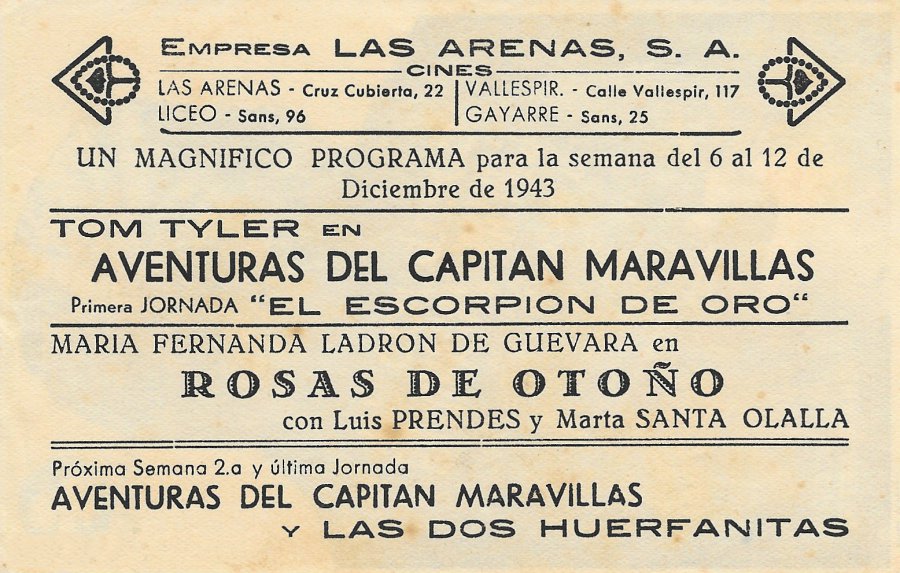 EMPRESA LAS ARENAS, S. A.
CINES
LAS ARENAS - Cruz Cubierta, 22
LICEO - Sans, 96
VALLESPIR. - Calle Vallespir, 117
GAYARRE - Sans, 25
UN MAGNIFICO PROGRAMA para la semana del 6 al 12 de
Diciembre de 1943
TOM TYLER EN
AVENTURAS DEL CAPITAN MARAVILLAS
Primera JORNADA "EL ESCORPION DE ORO"
MARIA FERNANDA LADRON DE GUEVARA en
ROSAS DE OTOÑO
con Luis PRENDES y Marta SANTA OLALLA
Próxima Semana 2.a y última Jornada
AVENTURAS DEL CAPITAN MARAVILLAS
Y LAS DOS HUERFANITAS